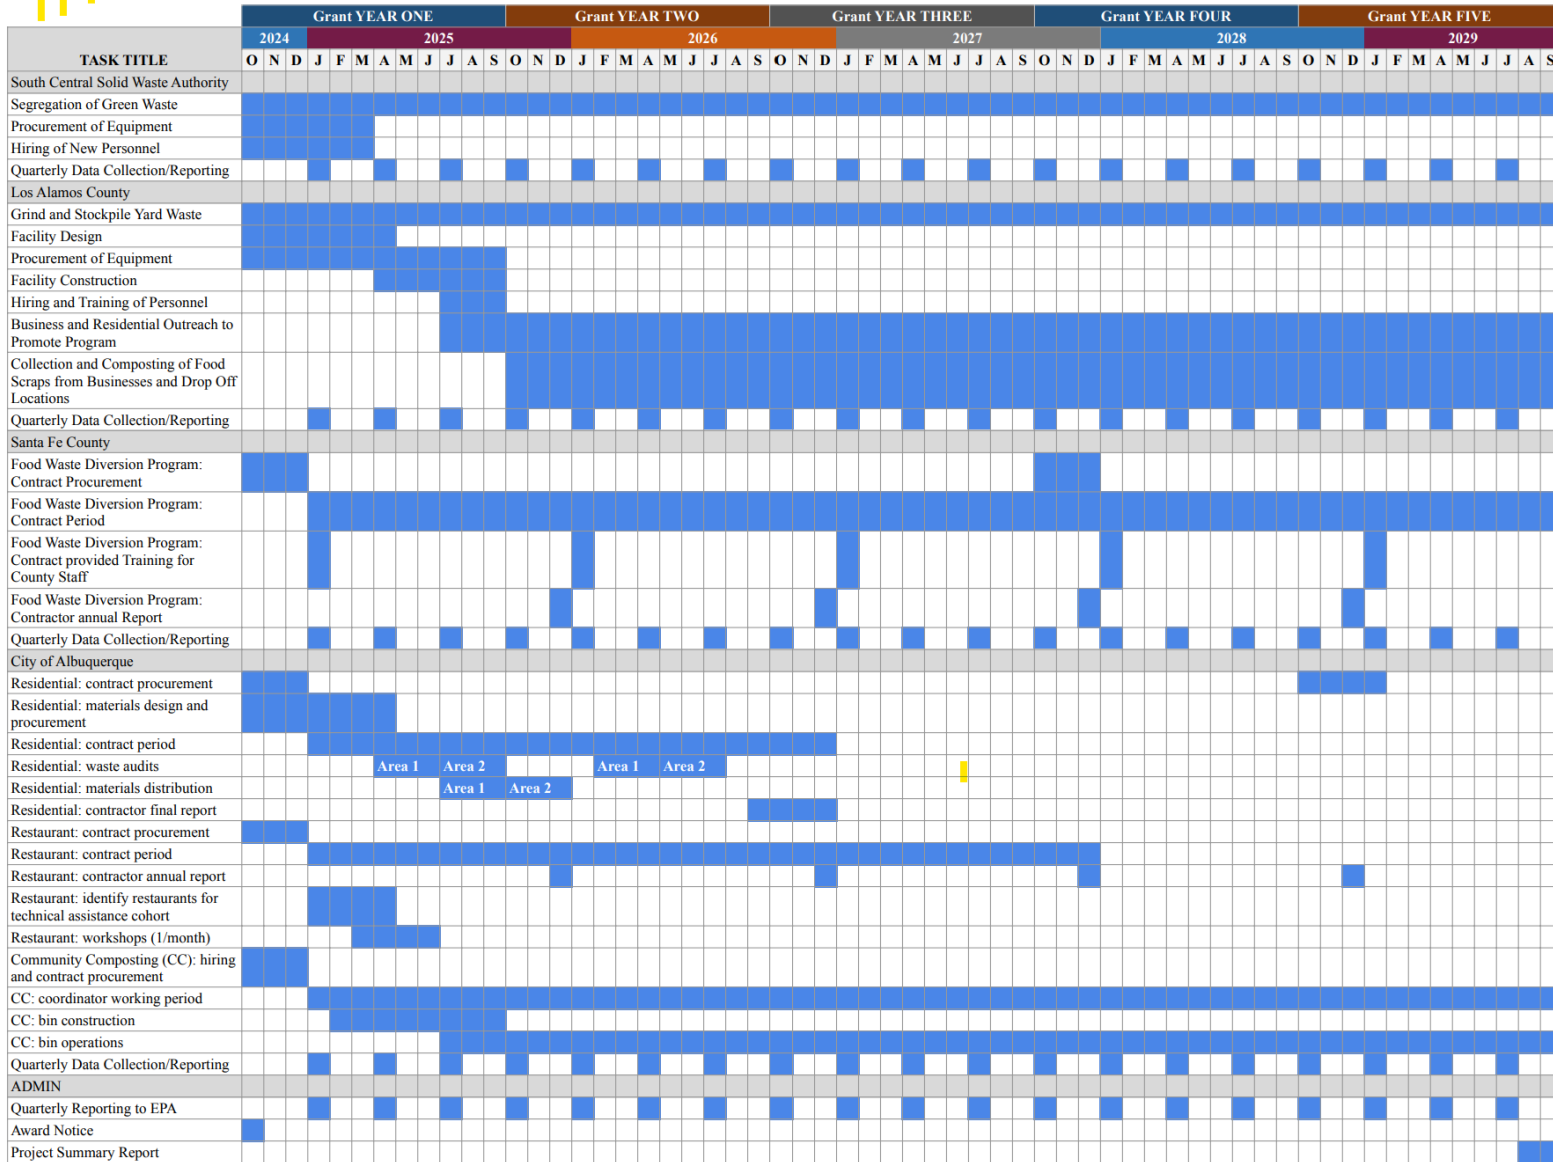 Grant YEAR ONE Grant YEAR TWO Grant YEAR THREE Grant YEAR FOUR Grant YEAR FIVE
2024 2025 2026 2027 2028 2029
TASK TITLE O N D J F M A M J J A S O N D J F M A M J J A S O N D J F M A M J J A S O N D J F M A M J J A S O N D J F M A M J J A S
South Central Solid Waste Authority
Segregation of Green Waste
Procurement of Equipment
Hiring of New Personnel
Quarterly Data Collection/Reporting
Los Alamos County
Grind and Stockpile Yard Waste
Facility Design
Procurement of Equipment
Facility Construction
Hiring and Training of Personnel
Business and Residential Outreach to
Promote Program
Collection and Composting of Food
Scraps from Businesses and Drop Off
Locations
Quarterly Data Collection/Reporting
Santa Fe County
Food Waste Diversion Program:
Contract Procurement
Food Waste Diversion Program:
Contract Period
Food Waste Diversion Program:
Contract provided Training for
County Staff
Food Waste Diversion Program:
Contractor annual Report
Quarterly Data Collection/Reporting
City of Albuquerque
Residential: contract procurement
Residential: materials design and
procurement
Residential: contract period
Residential: waste audits Area 1 Area 2 Area 1 Area 2
Residential: materials distribution Area 1 Area 2
Residential: contractor final report
Restaurant: contract procurement
Restaurant: contract period
Restaurant: contractor annual report
Restaurant: identify restaurants for
technical assistance cohort
Restaurant: workshops (1/month)
Community Composting (CC): hiring
and contract procurement
CC: coordinator working period
CC: bin construction
CC: bin operations
Quarterly Data Collection/Reporting
ADMIN
Quarterly Reporting to EPA
Award Notice
Project Summary Report